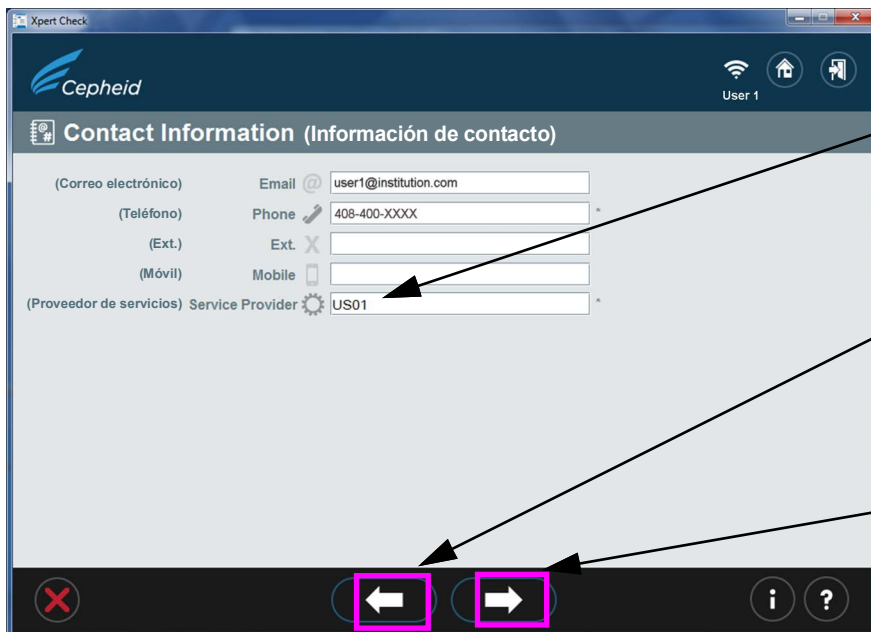 Xpert Check
Cepheid
User 1
Contact Information (Información de contacto)
(Correo electrónico) Email @ user1@institution.com
(Teléfono) Phone 408-400-XXXX *
(Ext.) Ext. X
(Móvil) Mobile
(Proveedor de servicios) Service Provider US01 *
i ?